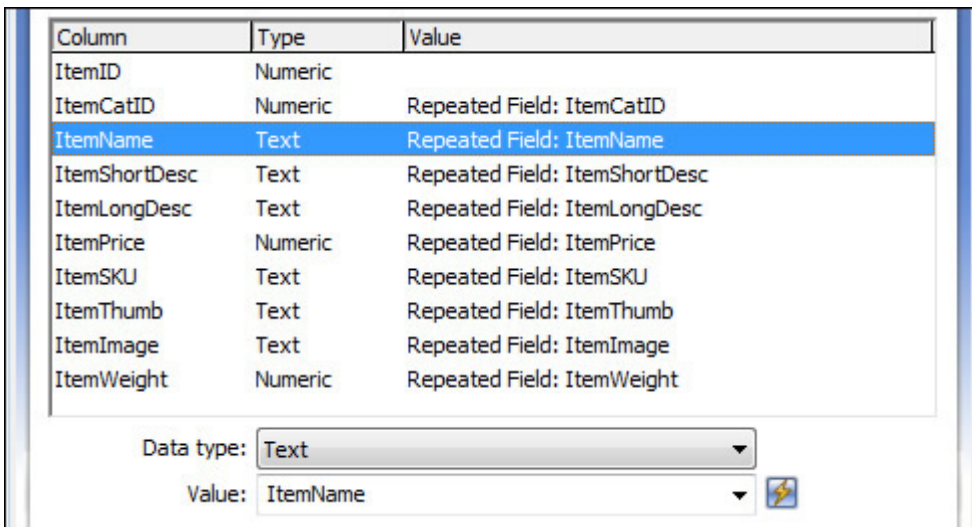 Column Type Value
ItemID Numeric
ItemCatID Numeric Repeated Field: ItemCatID
ItemName Text Repeated Field: ItemName
ItemShortDesc Text Repeated Field: ItemShortDesc
ItemLongDesc Text Repeated Field: ItemLongDesc
ItemPrice Numeric Repeated Field: ItemPrice
ItemSKU Text Repeated Field: ItemSKU
ItemThumb Text Repeated Field: ItemThumb
ItemImage Text Repeated Field: ItemImage
ItemWeight Numeric Repeated Field: ItemWeight
Data type: Text
Value: ItemName